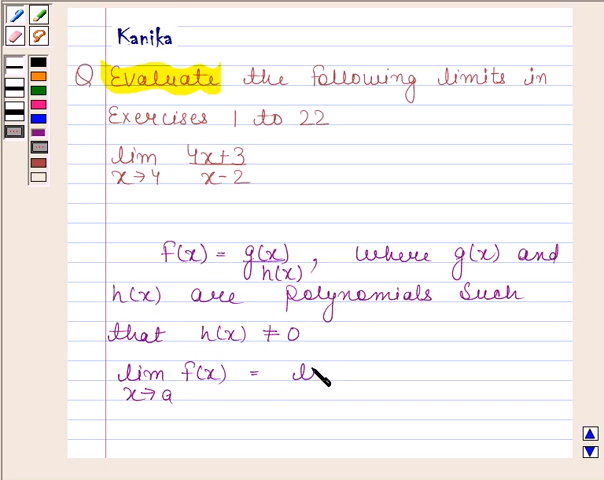 Kanika
Q Evaluate the following limits in
Exercises 1 to 22
lim 4x+3
x→4 x-2
f(x) = g(x)/h(x), where g(x) and
h(x) are polynomials such
that h(x) ≠ 0
lim f(x) =
x→a